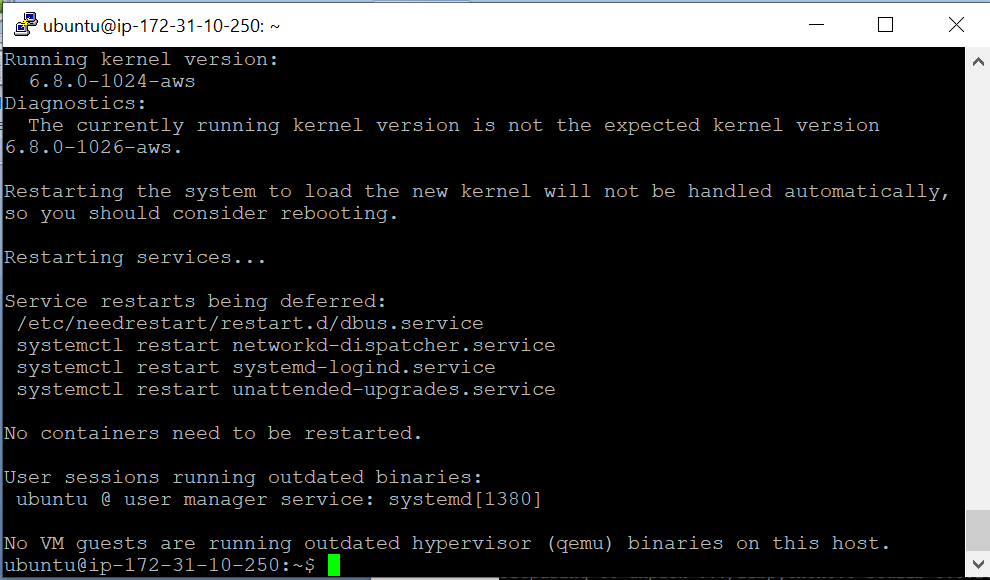 ubuntu@ip-172-31-10-250: ~
Running kernel version:
  6.8.0-1024-aws
Diagnostics:
  The currently running kernel version is not the expected kernel version
6.8.0-1026-aws.
Restarting the system to load the new kernel will not be handled automatically,
so you should consider rebooting.
Restarting services...
Service restarts being deferred:
 /etc/needrestart/restart.d/dbus.service
 systemctl restart networkd-dispatcher.service
 systemctl restart systemd-logind.service
 systemctl restart unattended-upgrades.service
No containers need to be restarted.
User sessions running outdated binaries:
 ubuntu @ user manager service: systemd[1380]
No VM guests are running outdated hypervisor (qemu) binaries on this host.
ubuntu@ip-172-31-10-250:~$